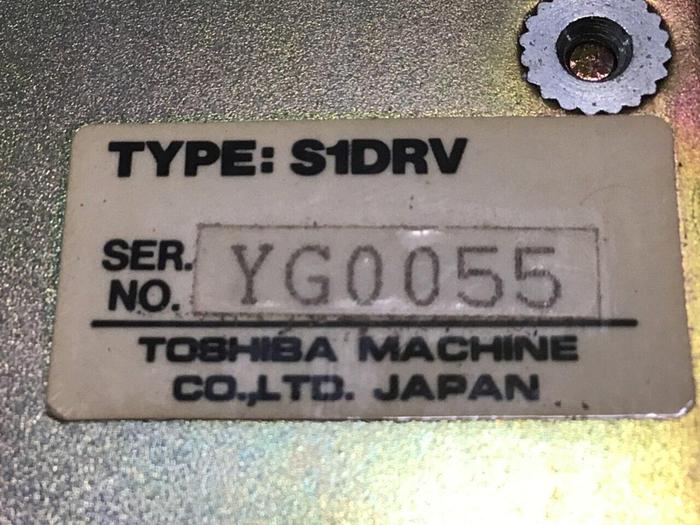 TYPE: S1DRV
SER. NO. YG0055
TOSHIBA MACHINE
CO.,LTD. JAPAN